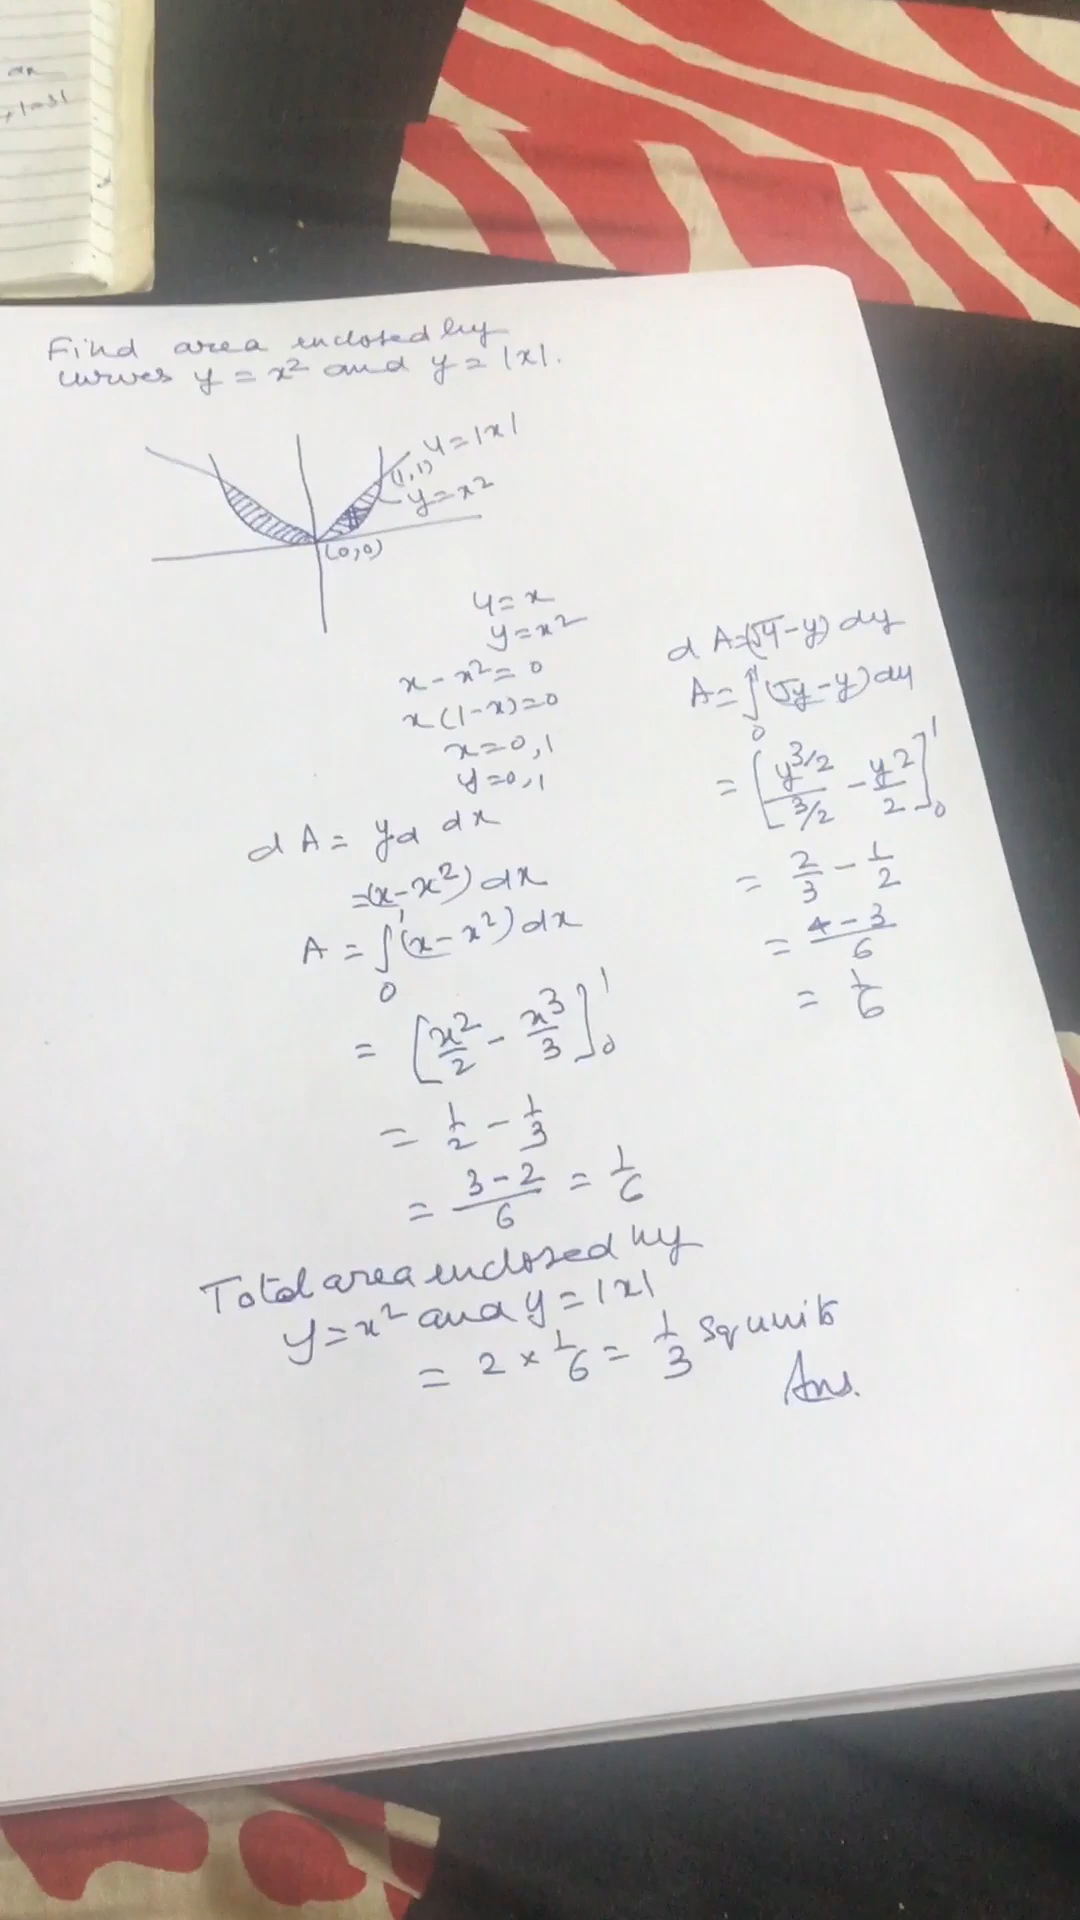 Find area enclosed by
curves y = x² and y = |x|.
y = |x|
(1,1)
y = x²
(0,0)
y = x
y = x²
x - x² = 0
x (1-x) = 0
x = 0,1
y = 0,1
dA = yd dx
= (x - x²) dx
A = ∫₀¹ (x - x²) dx
= [x²/2 - x³/3]₀¹
= 1/2 - 1/3
= (3-2)/6 = 1/6
dA = (√y - y) dy
A = ∫₀¹ (√y - y) dy
= [y^(3/2)/(3/2) - y²/2]₀¹
= 2/3 - 1/2
= (4-3)/6
= 1/6
Total area enclosed by
y = x² and y = |x|
= 2 × 1/6 = 1/3 sq units
Ans.